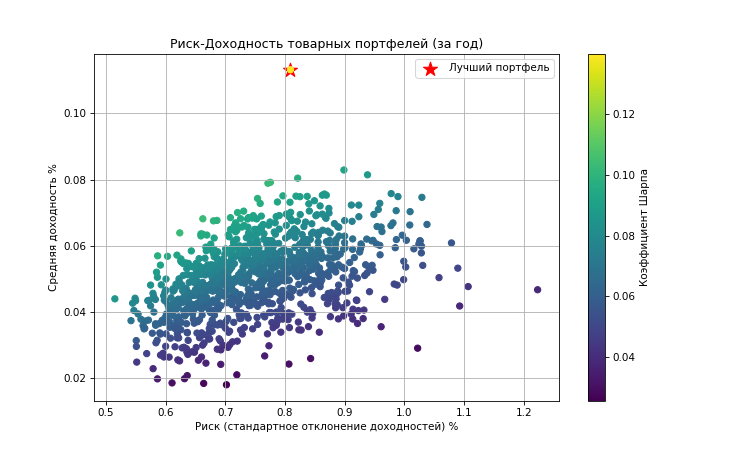 Риск-Доходность товарных портфелей (за год)
Лучший портфель
0.10
0.08
0.06
0.04
0.02
Средняя доходность %
0.5 0.6 0.7 0.8 0.9 1.0 1.1 1.2
Риск (стандартное отклонение доходностей) %
0.12
0.10
0.08
0.06
0.04
Коэффициент Шарпа